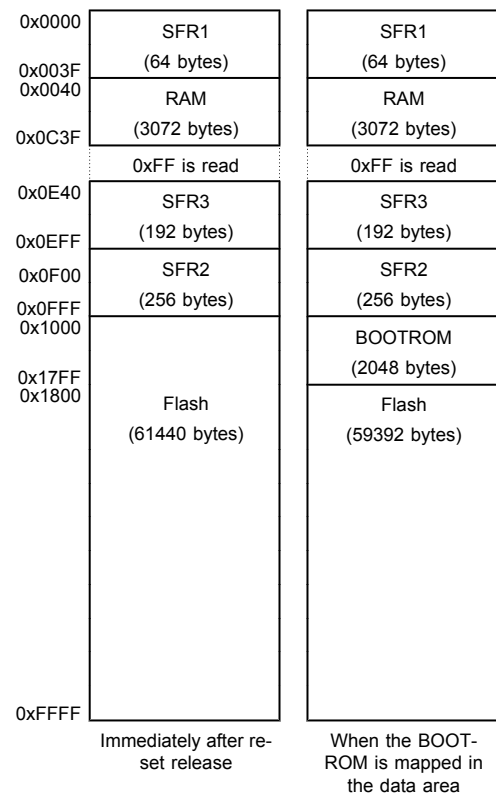 0x0000
SFR1
(64 bytes)
SFR1
(64 bytes)
0x003F
0x0040
RAM
(3072 bytes)
RAM
(3072 bytes)
0x0C3F
0xFF is read
0xFF is read
0x0E40
SFR3
(192 bytes)
SFR3
(192 bytes)
0x0EFF
0x0F00
SFR2
(256 bytes)
SFR2
(256 bytes)
0x0FFF
0x1000
BOOTROM
(2048 bytes)
0x17FF
0x1800
Flash
(61440 bytes)
Flash
(59392 bytes)
0xFFFF
Immediately after re-
set release
When the BOOT-
ROM is mapped in
the data area